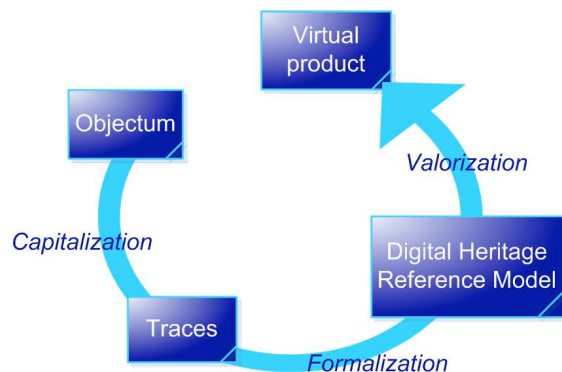 Virtual
product
Objectum
Valorization
Capitalization
Digital Heritage
Reference Model
Traces
Formalization